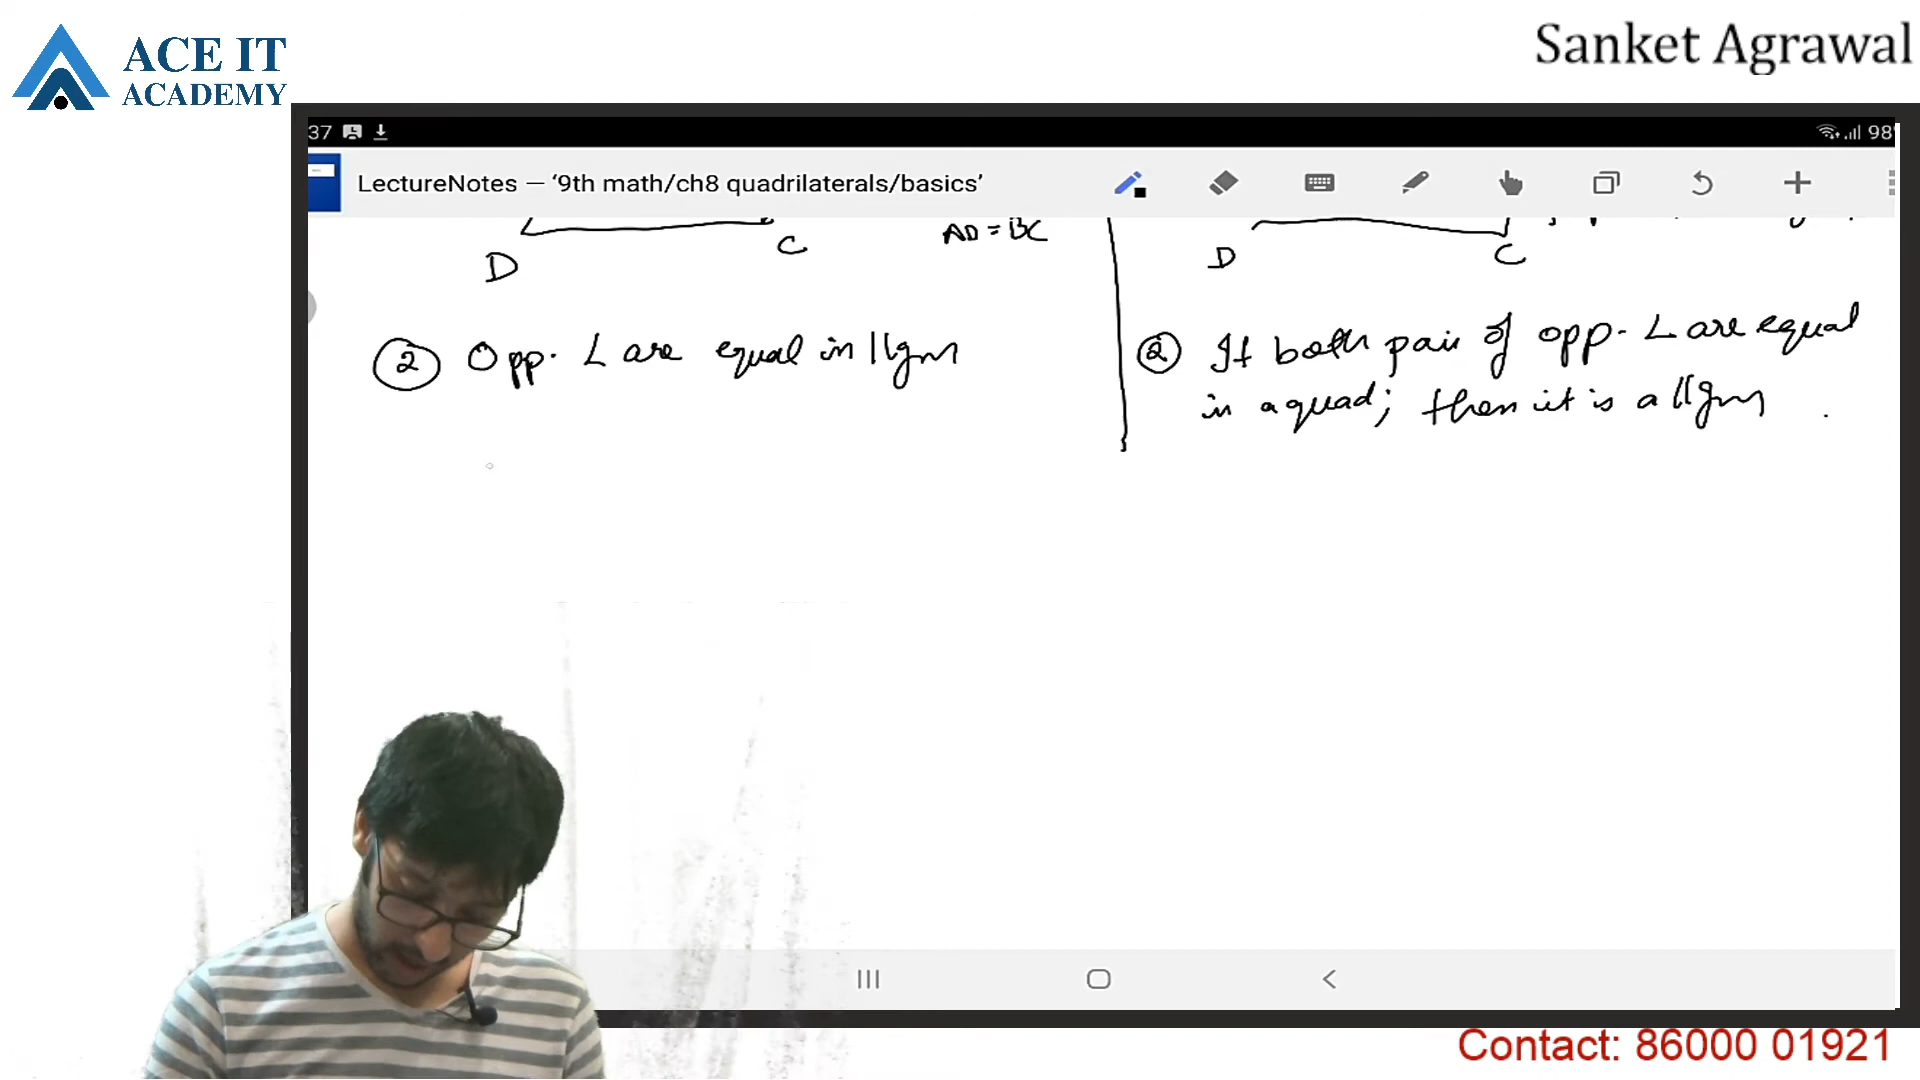 ACE IT
ACADEMY
Sanket Agrawal
37
98
LectureNotes — ‘9th math/ch8 quadrilaterals/basics’
D
C
AD = BC
D
C
② Opp. ∠ are equal in ||gm
② If both pair of opp. ∠ are equal
in a quad; then it is a ||gm
Contact: 86000 01921